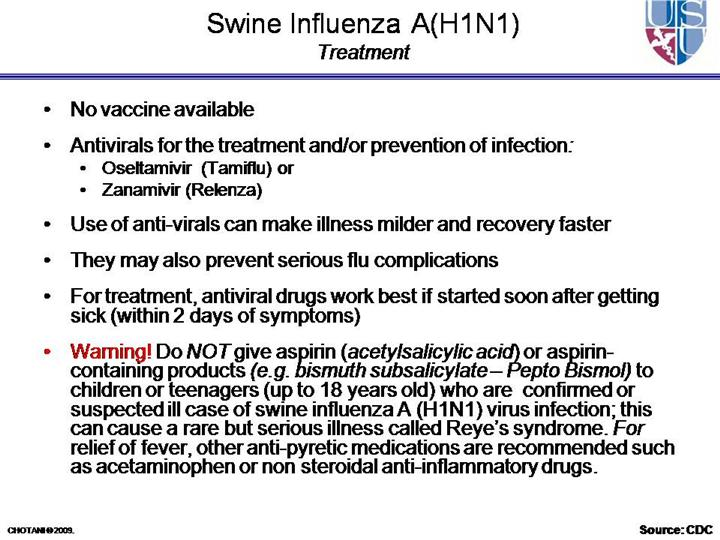 Swine Influenza A(H1N1)
Treatment
USU
• No vaccine available
• Antivirals for the treatment and/or prevention of infection:
• Oseltamivir (Tamiflu) or
• Zanamivir (Relenza)
• Use of anti-virals can make illness milder and recovery faster
• They may also prevent serious flu complications
• For treatment, antiviral drugs work best if started soon after getting
sick (within 2 days of symptoms)
• Warning! Do NOT give aspirin (acetylsalicylic acid) or aspirin-
containing products (e.g. bismuth subsalicylate – Pepto Bismol) to
children or teenagers (up to 18 years old) who are confirmed or
suspected ill case of swine influenza A (H1N1) virus infection; this
can cause a rare but serious illness called Reye's syndrome. For
relief of fever, other anti-pyretic medications are recommended such
as acetaminophen or non steroidal anti-inflammatory drugs.
CHOTANI©2009.
Source: CDC